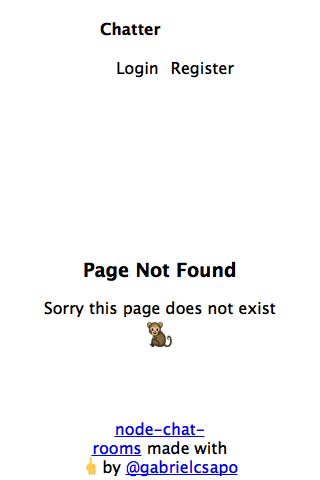 Chatter
Login Register
Page Not Found
Sorry this page does not exist
🐒
node-chat-
rooms made with
👆 by @gabrielcsapo